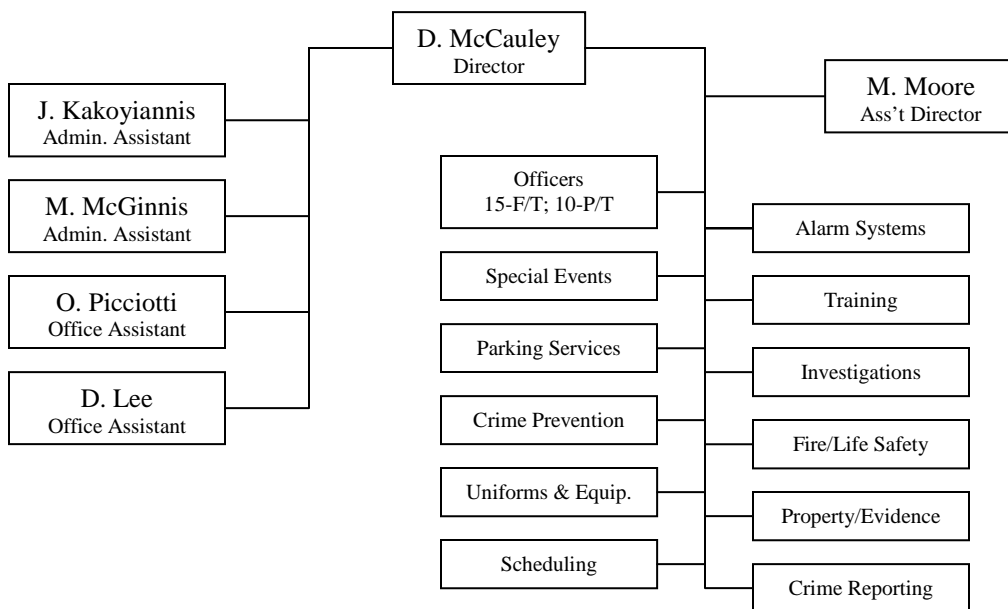 D. McCauley
Director
M. Moore
Ass’t Director
J. Kakoyiannis
Admin. Assistant
M. McGinnis
Admin. Assistant
O. Picciotti
Office Assistant
D. Lee
Office Assistant
Officers
15-F/T; 10-P/T
Special Events
Parking Services
Crime Prevention
Uniforms & Equip.
Scheduling
Alarm Systems
Training
Investigations
Fire/Life Safety
Property/Evidence
Crime Reporting